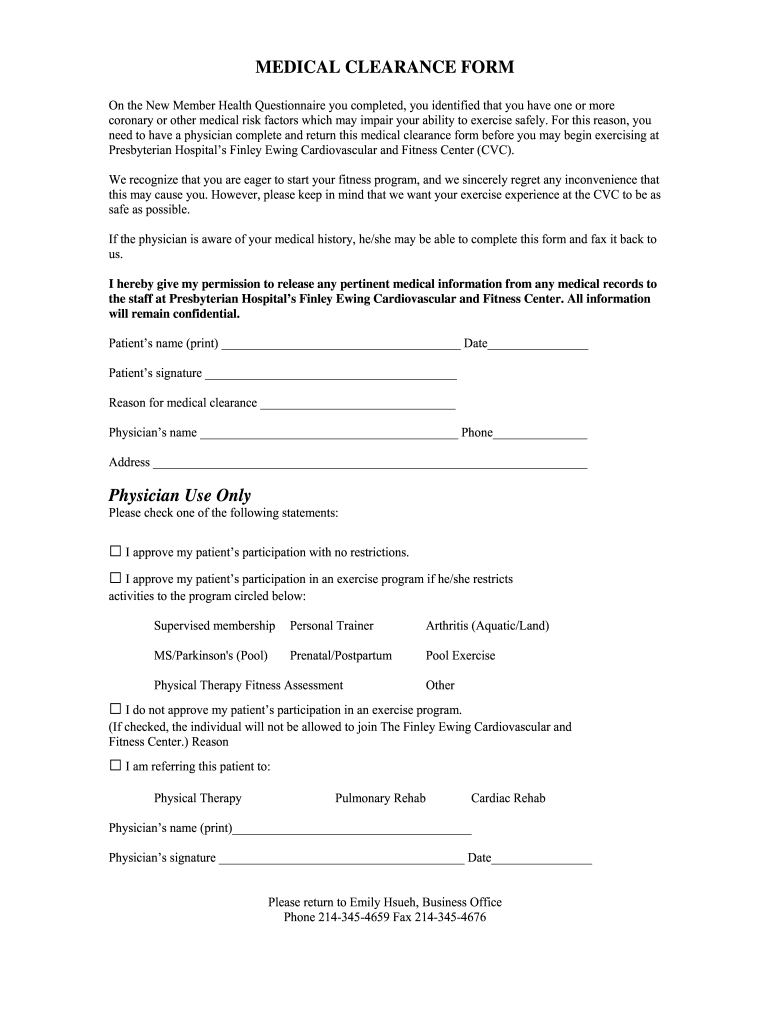 MEDICAL CLEARANCE FORM
On the New Member Health Questionnaire you completed, you identified that you have one or more
coronary or other medical risk factors which may impair your ability to exercise safely. For this reason, you
need to have a physician complete and return this medical clearance form before you may begin exercising at
Presbyterian Hospital's Finley Ewing Cardiovascular and Fitness Center (CVC).
We recognize that you are eager to start your fitness program, and we sincerely regret any inconvenience that
this may cause you. However, please keep in mind that we want your exercise experience at the CVC to be as
safe as possible.
If the physician is aware of your medical history, he/she may be able to complete this form and fax it back to
us.
I hereby give my permission to release any pertinent medical information from any medical records to
the staff at Presbyterian Hospital's Finley Ewing Cardiovascular and Fitness Center. All information
will remain confidential.
Patient's name (print) ______________________________________ Date________________
Patient's signature ________________________________________
Reason for medical clearance _______________________________
Physician's name _________________________________________ Phone_______________
Address _____________________________________________________________________
Physician Use Only
Please check one of the following statements:
☐ I approve my patient's participation with no restrictions.
☐ I approve my patient's participation in an exercise program if he/she restricts
activities to the program circled below:
Supervised membership Personal Trainer Arthritis (Aquatic/Land)
MS/Parkinson's (Pool) Prenatal/Postpartum Pool Exercise
Physical Therapy Fitness Assessment Other
☐ I do not approve my patient's participation in an exercise program.
(If checked, the individual will not be allowed to join The Finley Ewing Cardiovascular and
Fitness Center.) Reason
☐ I am referring this patient to:
Physical Therapy Pulmonary Rehab Cardiac Rehab
Physician's name (print)______________________________________
Physician's signature _______________________________________ Date________________
Please return to Emily Hsueh, Business Office
Phone 214-345-4659 Fax 214-345-4676